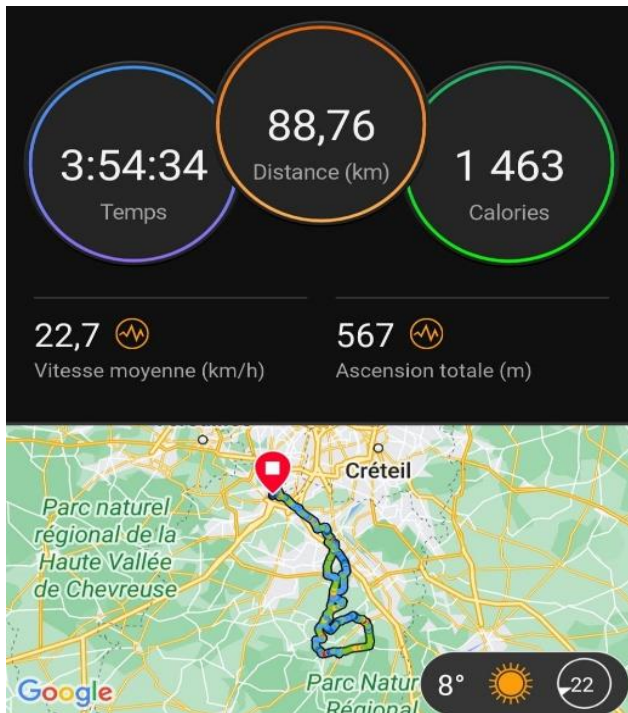 88,76
Distance (km)
3:54:34
Temps
1 463
Calories
22,7
Vitesse moyenne (km/h)
567
Ascension totale (m)
Créteil
Parc naturel
régional de la
Haute Vallée
de Chevreuse
Parc Natur
Régional
Google
8°
22